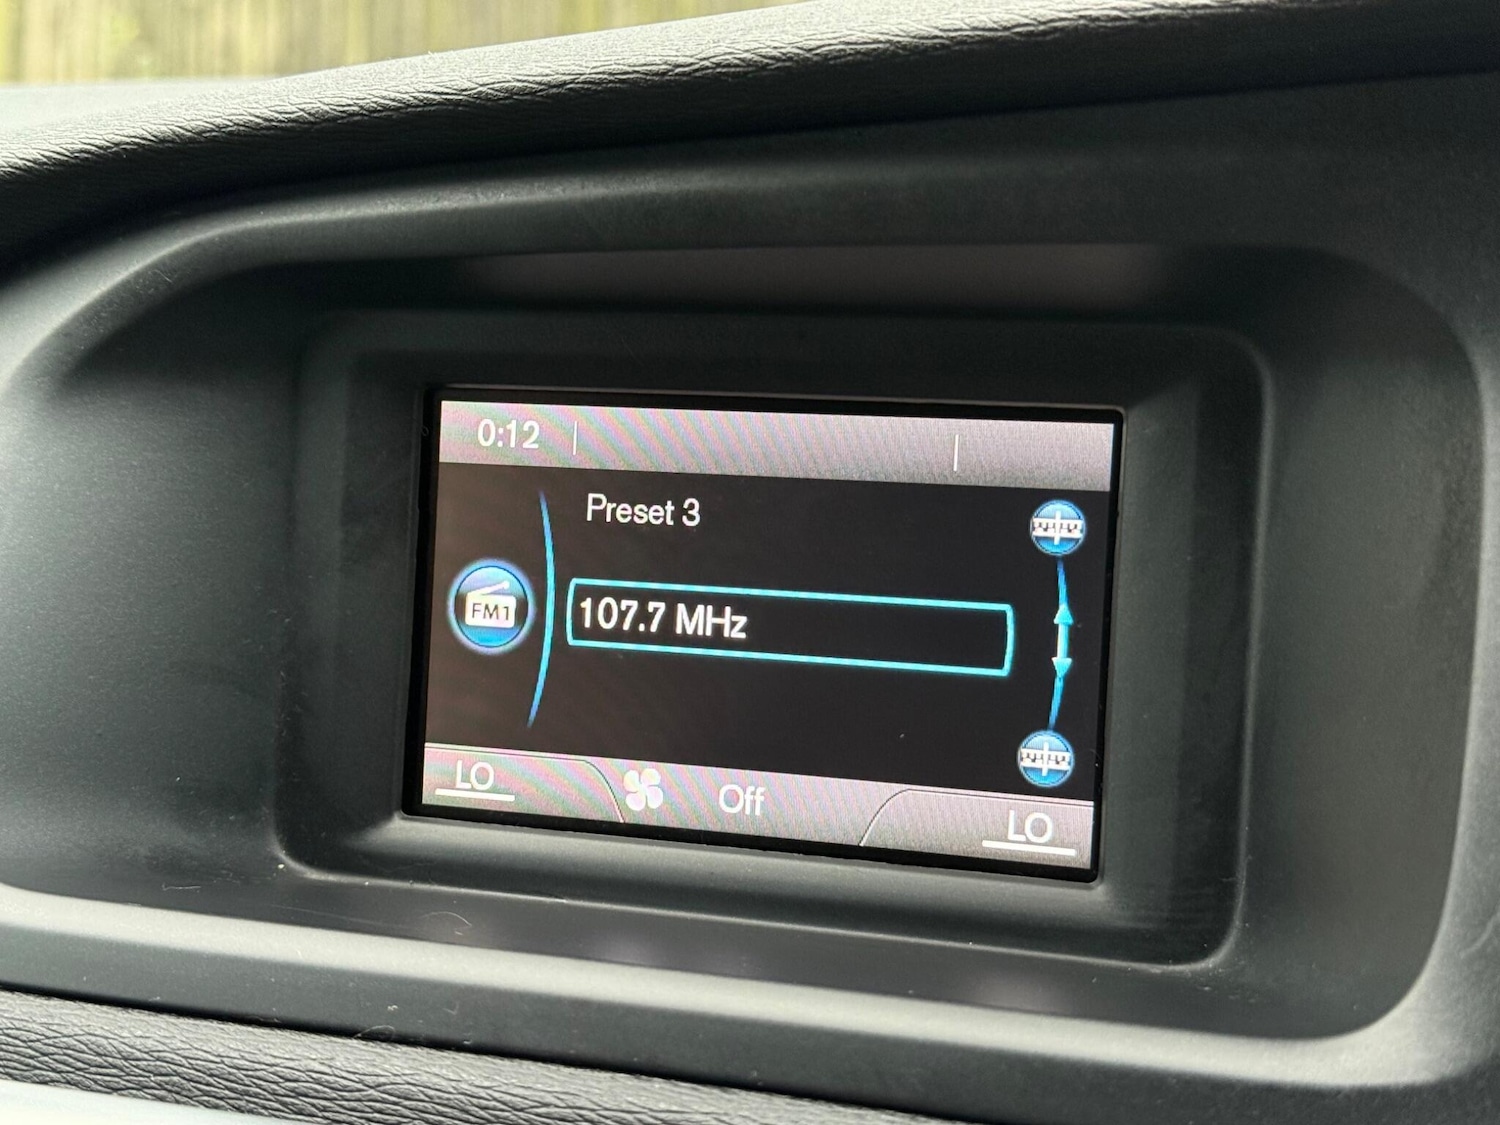 0:12
Preset 3
FM1
107.7 MHz
LO
Off
LO